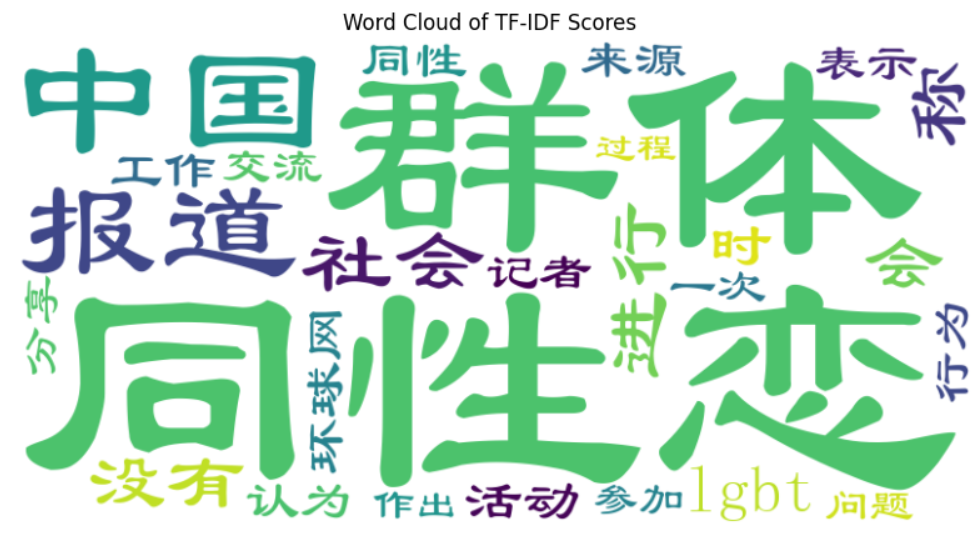 Word Cloud of TF-IDF Scores
中国
同性
来源
表示
称
群体
过程
工作
交流
报道
社会
记者
进行
时
会
一次
分享
同性恋
环球网
行为
没有
认为
作出
活动
参加
lgbt
问题